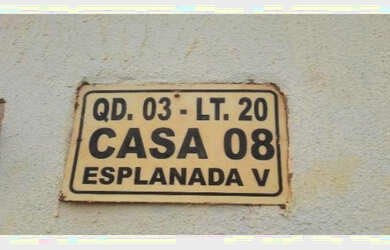 QD. 03 - LT. 20
CASA 08
ESPLANADA V